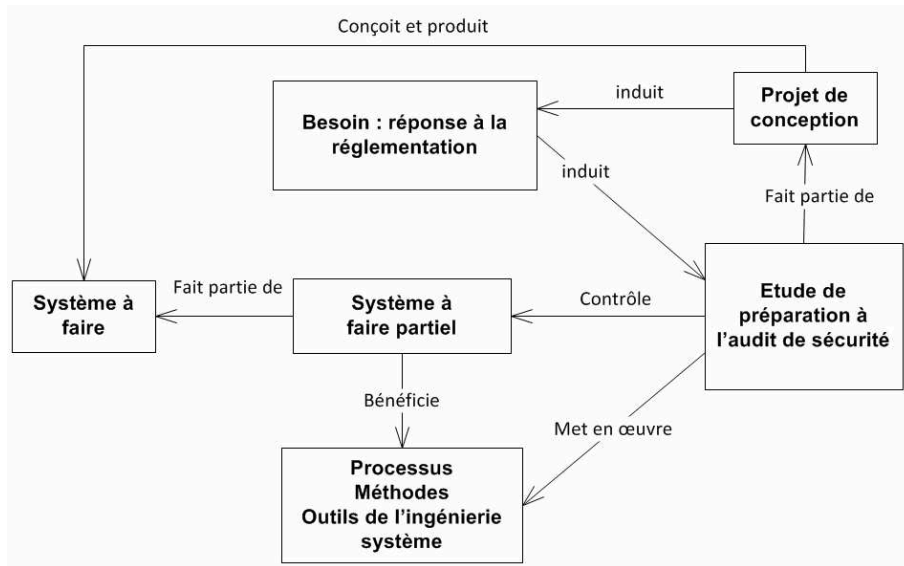 Conçoit et produit
Projet de
conception
induit
Besoin : réponse à la
réglementation
induit
Fait partie de
Etude de
préparation à
l'audit de sécurité
Contrôle
Système à
faire partiel
Fait partie de
Système à
faire
Bénéficie
Met en œuvre
Processus
Méthodes
Outils de l'ingénierie
système